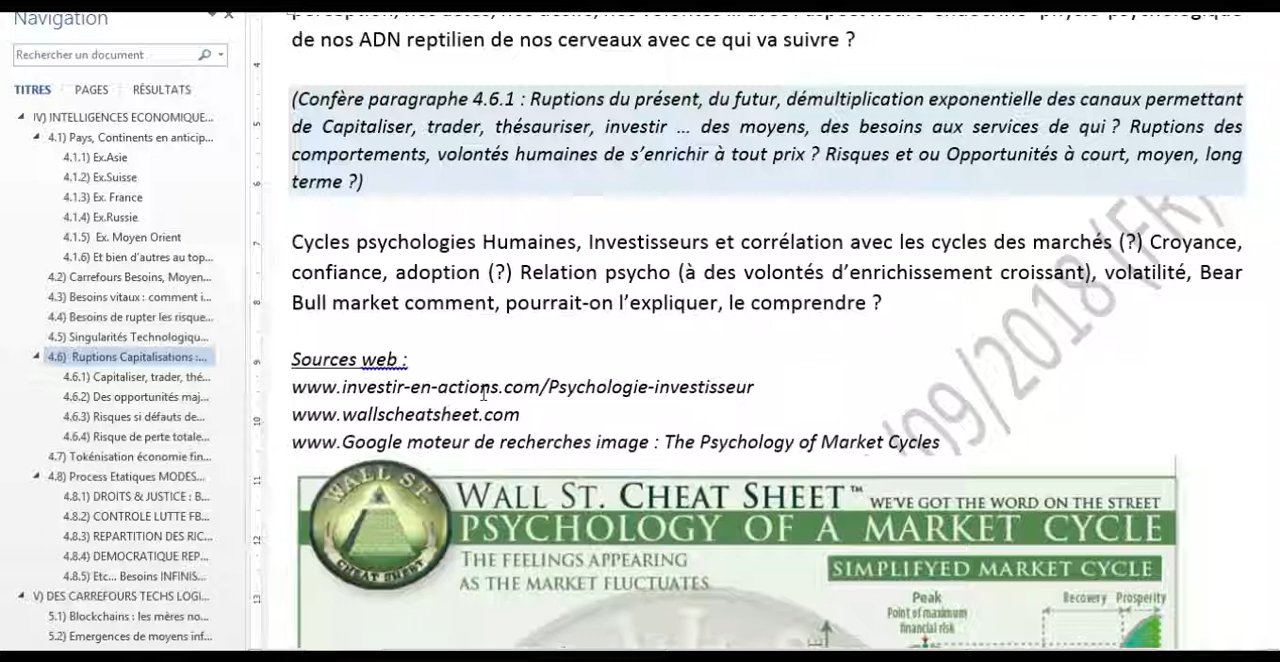 Navigation
Rechercher un document
TITRES PAGES RÉSULTATS
IV) INTELLIGENCES ECONOMIQUE...
4.1) Pays, Continents en anticip...
4.1.1) Ex.Asie
4.1.2) Ex.Suisse
4.1.3) Ex. France
4.1.4) Ex.Russie
4.1.5) Ex. Moyen Orient
4.1.6) Et bien d'autres au top...
4.2) Carrefours Besoins, Moyen...
4.3) Besoins vitaux : comment i...
4.4) Besoins de rupter les risque...
4.5) Singularités Technologiqu...
4.6) Ruptions Capitalisations :...
4.6.1) Capitaliser, trader, thé...
4.6.2) Des opportunités maj...
4.6.3) Risques si défauts de...
4.6.4) Risque de perte totale...
4.7) Tokénisation économie fin...
4.8) Process Etatiques MODES...
4.8.1) DROITS & JUSTICE : B...
4.8.2) CONTROLE LUTTE FB...
4.8.3) REPARTITION DES RIC...
4.8.4) DEMOCRATIQUE REP...
4.8.5) Etc... Besoins INFINIS...
V) DES CARREFOURS TECHS LOGI...
5.1) Blockchains : les mères no...
5.2) Emergences de moyens inf...
de nos ADN reptilien de nos cerveaux avec ce qui va suivre ?
(Confère paragraphe 4.6.1 : Ruptions du présent, du futur, démultiplication exponentielle des canaux permettant
de Capitaliser, trader, thésauriser, investir ... des moyens, des besoins aux services de qui ? Ruptions des
comportements, volontés humaines de s'enrichir à tout prix ? Risques et ou Opportunités à court, moyen, long
terme ?)
Cycles psychologies Humaines, Investisseurs et corrélation avec les cycles des marchés (?) Croyance,
confiance, adoption (?) Relation psycho (à des volontés d'enrichissement croissant), volatilité, Bear
Bull market comment, pourrait-on l'expliquer, le comprendre ?
Sources web :
www.investir-en-actions.com/Psychologie-investisseur
www.wallscheatsheet.com
www.Google moteur de recherches image : The Psychology of Market Cycles
WALL ST.
CHEAT SHEET
WALL ST. CHEAT SHEET™ WE'VE GOT THE WORD ON THE STREET
PSYCHOLOGY OF A MARKET CYCLE
THE FEELINGS APPEARING
AS THE MARKET FLUCTUATES
SIMPLIFYED MARKET CYCLE
Peak
Point of maximum
financial risk
Recovery Prosperity
/09/2018 (FR)
4
5
6
7
8
9
10
11
12
13